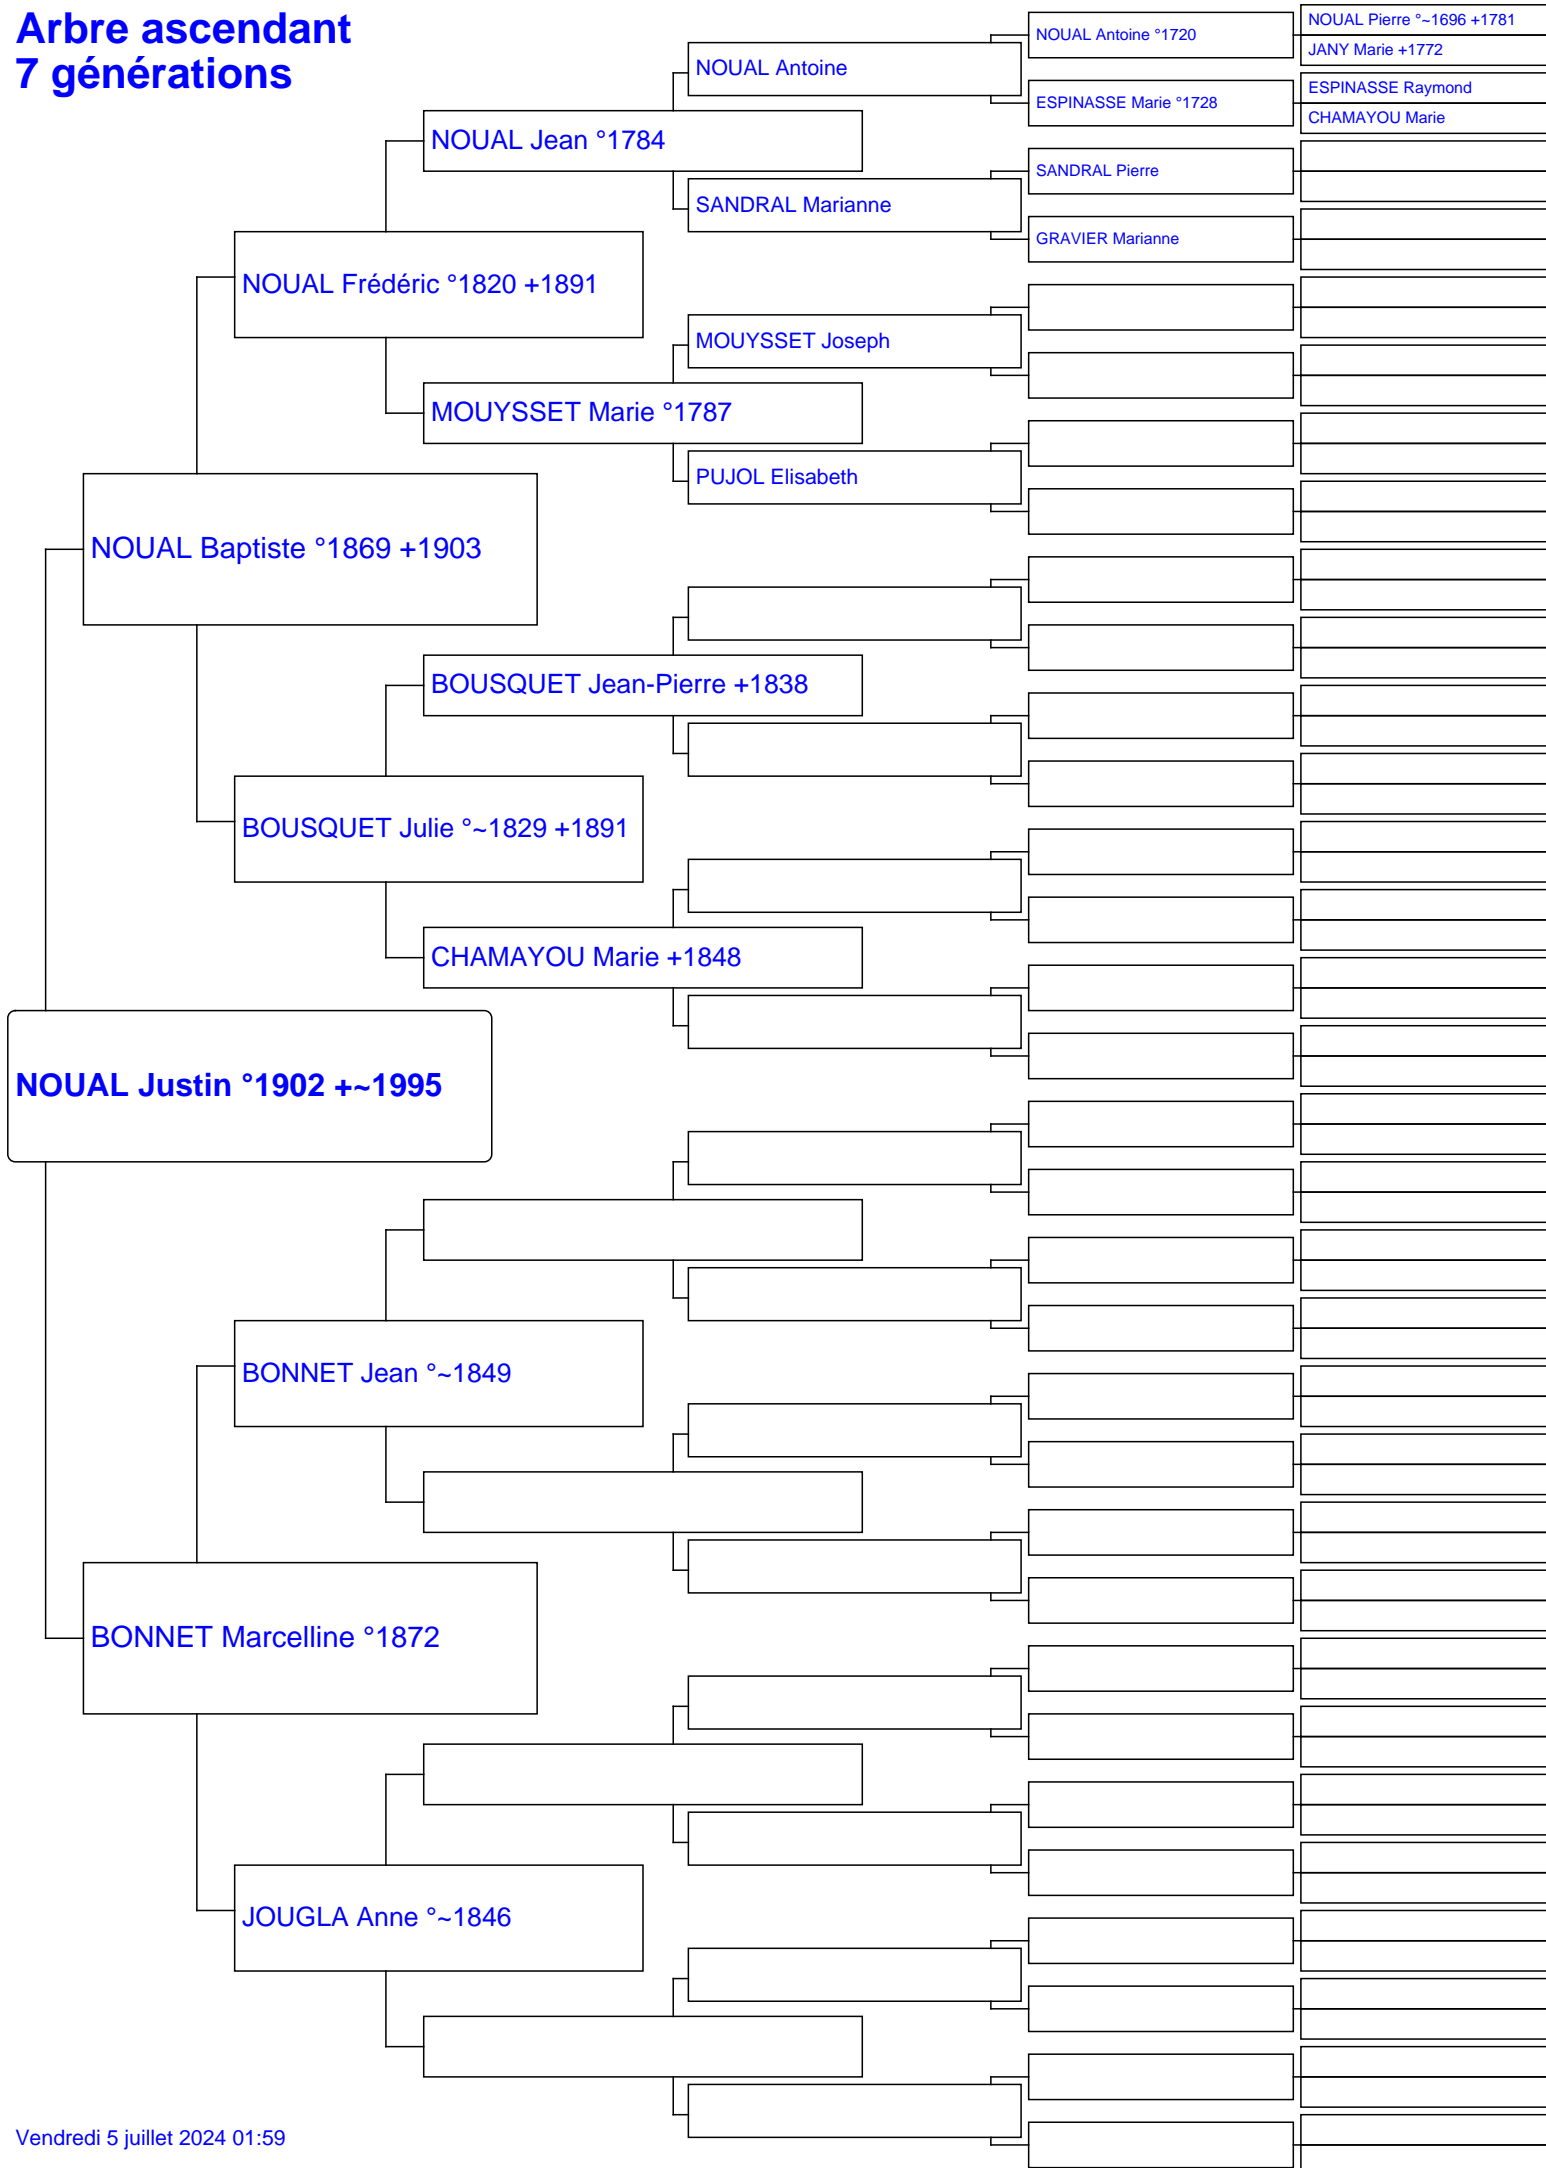 Arbre ascendant
7 générations
NOUAL Pierre °~1696 +1781
NOUAL Antoine °1720
JANY Marie +1772
NOUAL Antoine
ESPINASSE Raymond
ESPINASSE Marie °1728
CHAMAYOU Marie
NOUAL Jean °1784
SANDRAL Pierre
SANDRAL Marianne
GRAVIER Marianne
NOUAL Frédéric °1820 +1891
MOUYSSET Joseph
MOUYSSET Marie °1787
PUJOL Elisabeth
NOUAL Baptiste °1869 +1903
BOUSQUET Jean-Pierre +1838
BOUSQUET Julie °~1829 +1891
CHAMAYOU Marie +1848
NOUAL Justin °1902 +~1995
BONNET Jean °~1849
BONNET Marcelline °1872
JOUGLA Anne °~1846
Vendredi 5 juillet 2024 01:59